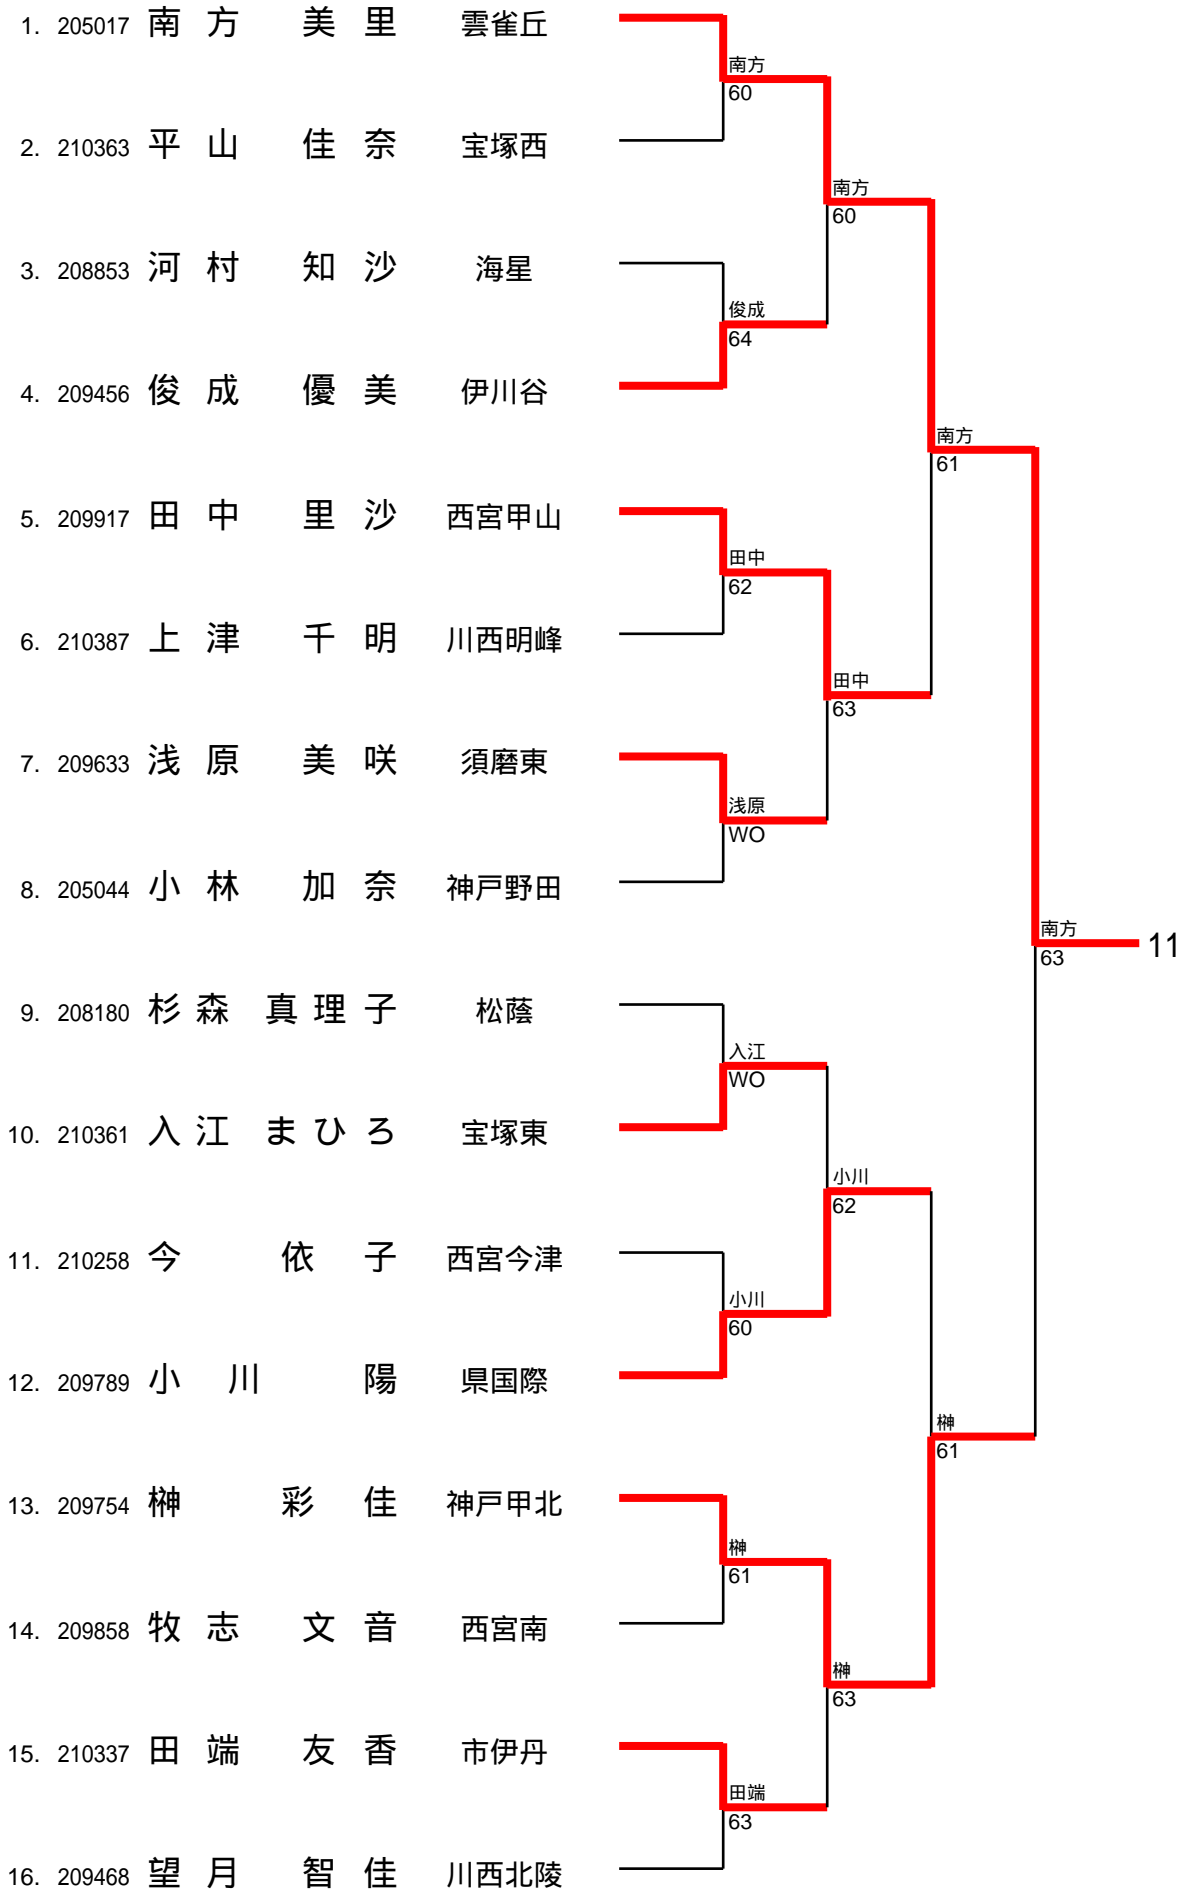 1. 205017 南方 美里 雲雀丘
南方
60
2. 210363 平山 佳奈 宝塚西
南方
60
3. 208853 河村 知沙 海星
俊成
64
4. 209456 俊成 優美 伊川谷
南方
61
5. 209917 田中 里沙 西宮甲山
田中
62
6. 210387 上津 千明 川西明峰
田中
63
7. 209633 浅原 美咲 須磨東
浅原
WO
8. 205044 小林 加奈 神戸野田
南方
63
11
9. 208180 杉森 真理子 松蔭
入江
WO
10. 210361 入江 まひろ 宝塚東
小川
62
11. 210258 今 依子 西宮今津
小川
60
12. 209789 小川 陽 県国際
榊
61
13. 209754 榊 彩佳 神戸甲北
榊
61
14. 209858 牧志 文音 西宮南
榊
63
15. 210337 田端 友香 市伊丹
田端
63
16. 209468 望月 智佳 川西北陵